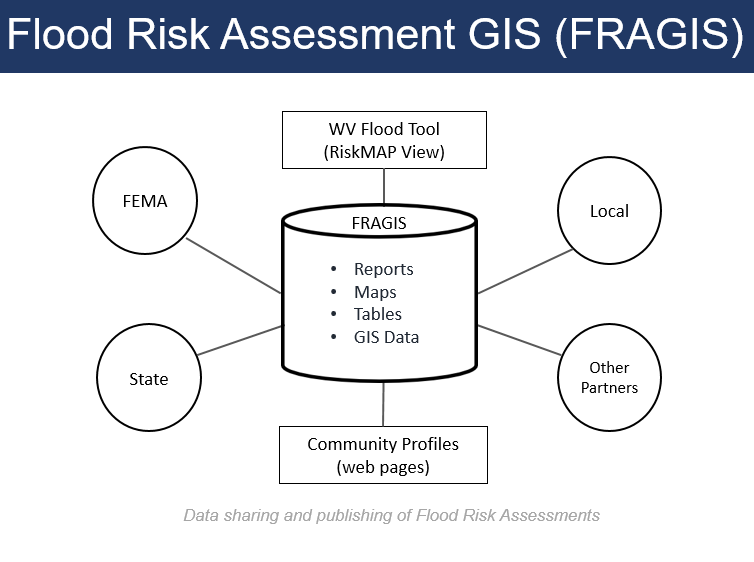 Flood Risk Assessment GIS (FRAGIS)
WV Flood Tool
(RiskMAP View)
FEMA
Local
FRAGIS
• Reports
• Maps
• Tables
• GIS Data
State
Other
Partners
Community Profiles
(web pages)
Data sharing and publishing of Flood Risk Assessments